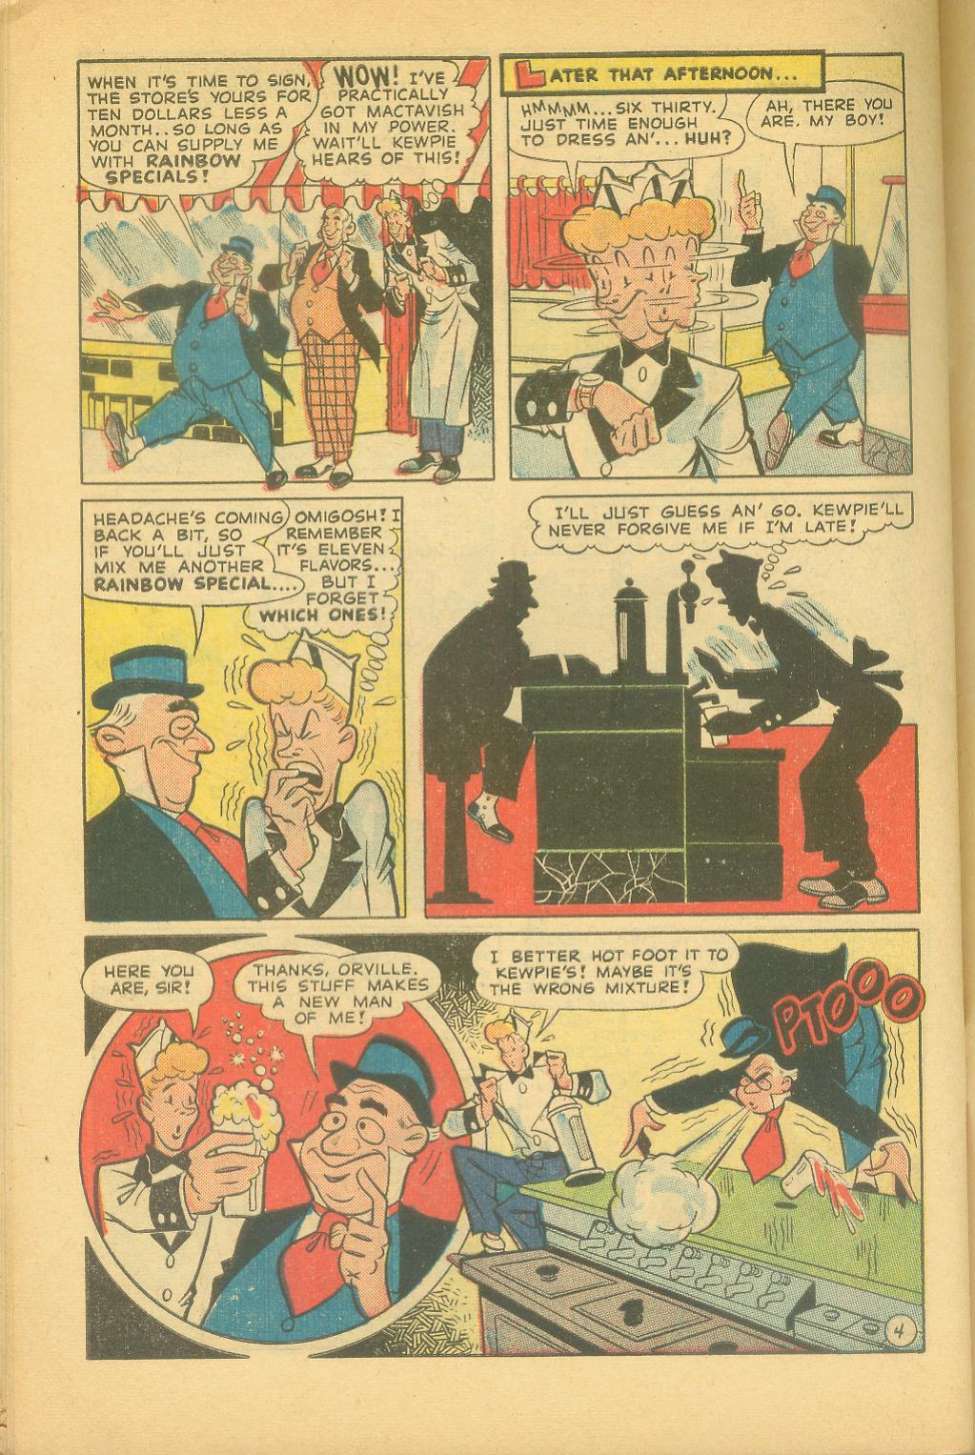 WHEN IT'S TIME TO SIGN,
THE STORE'S YOURS FOR
TEN DOLLARS LESS A
MONTH..SO LONG AS
YOU CAN SUPPLY ME
WITH RAINBOW
SPECIALS!
WOW! I'VE
PRACTICALLY
GOT MACTAVISH
IN MY POWER.
WAIT'LL KEWPIE
HEARS OF THIS!
LATER THAT AFTERNOON...
HMMMM...SIX THIRTY.
JUST TIME ENOUGH
TO DRESS AN'... HUH?
AH, THERE YOU
ARE, MY BOY!
HEADACHE'S COMING
BACK A BIT, SO
IF YOU'LL JUST
MIX ME ANOTHER
RAINBOW SPECIAL....
OMIGOSH! I
REMEMBER
IT'S ELEVEN
FLAVORS...
BUT I
FORGET
WHICH ONES!
I'LL JUST GUESS AN' GO. KEWPIE'LL
NEVER FORGIVE ME IF I'M LATE!
HERE YOU
ARE, SIR!
THANKS, ORVILLE.
THIS STUFF MAKES
A NEW MAN
OF ME!
I BETTER HOT FOOT IT TO
KEWPIE'S! MAYBE IT'S
THE WRONG MIXTURE!
PTOOO
4